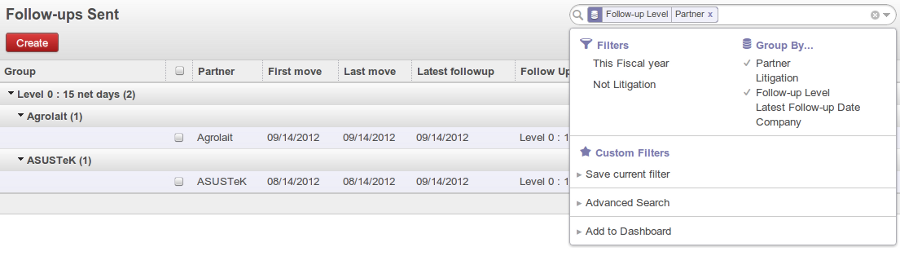 Follow-ups Sent
Follow-up Level Partner x
Create
Filters
This Fiscal year
Not Litigation
Group By...
Partner
Litigation
Follow-up Level
Latest Follow-up Date
Company
Custom Filters
Save current filter
Advanced Search
Add to Dashboard
Group Partner First move Last move Latest followup Follow Up
Level 0 : 15 net days (2)
Agrolait (1)
Agrolait 09/14/2012 09/14/2012 09/14/2012 Level 0 : 1
ASUSTeK (1)
ASUSTeK 08/14/2012 08/14/2012 09/14/2012 Level 0 : 1